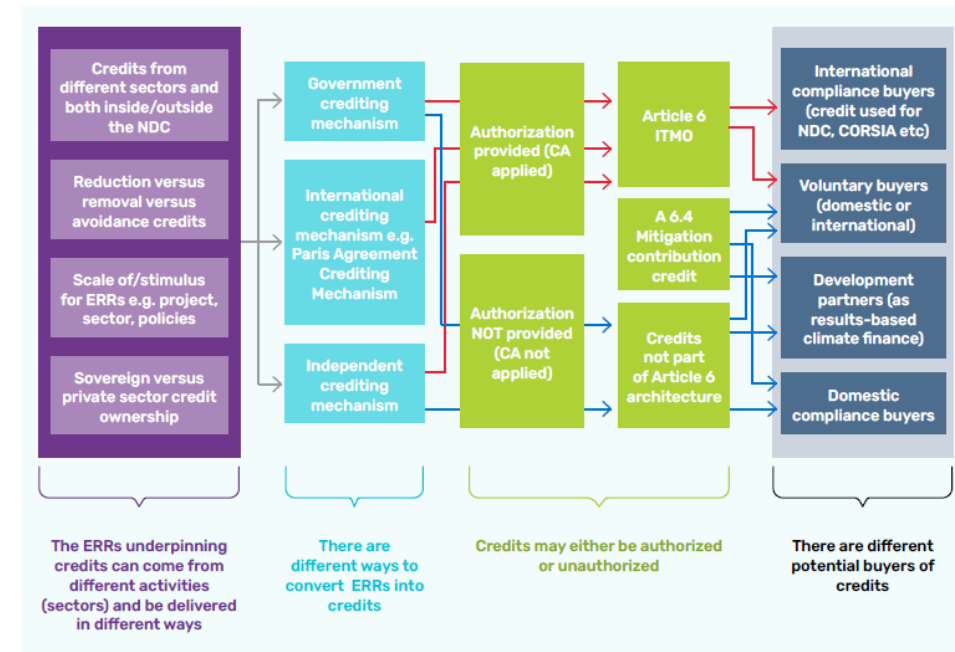 Credits from
different sectors and
both inside/outside
the NDC
Reduction versus
removal versus
avoidance credits
Scale of/stimulus
for ERRs e.g. project,
sector, policies
Sovereign versus
private sector credit
ownership
Government
crediting
mechanism
International
crediting
mechanism e.g.
Paris Agreement
Crediting
Mechanism
Independent
crediting
mechanism
Authorization
provided (CA
applied)
Authorization
NOT provided
(CA not
applied)
Article 6
ITMO
A 6.4
Mitigation
contribution
credit
Credits
not part
of Article 6
architecture
International
compliance buyers
(credit used for
NDC, CORSIA etc)
Voluntary buyers
(domestic or
international)
Development
partners (as
results-based
climate finance)
Domestic
compliance buyers
The ERRs underpinning
credits can come from
different activities
(sectors) and be delivered
in different ways
There are
different ways to
convert ERRs into
credits
Credits may either be authorized
or unauthorized
There are different
potential buyers of
credits